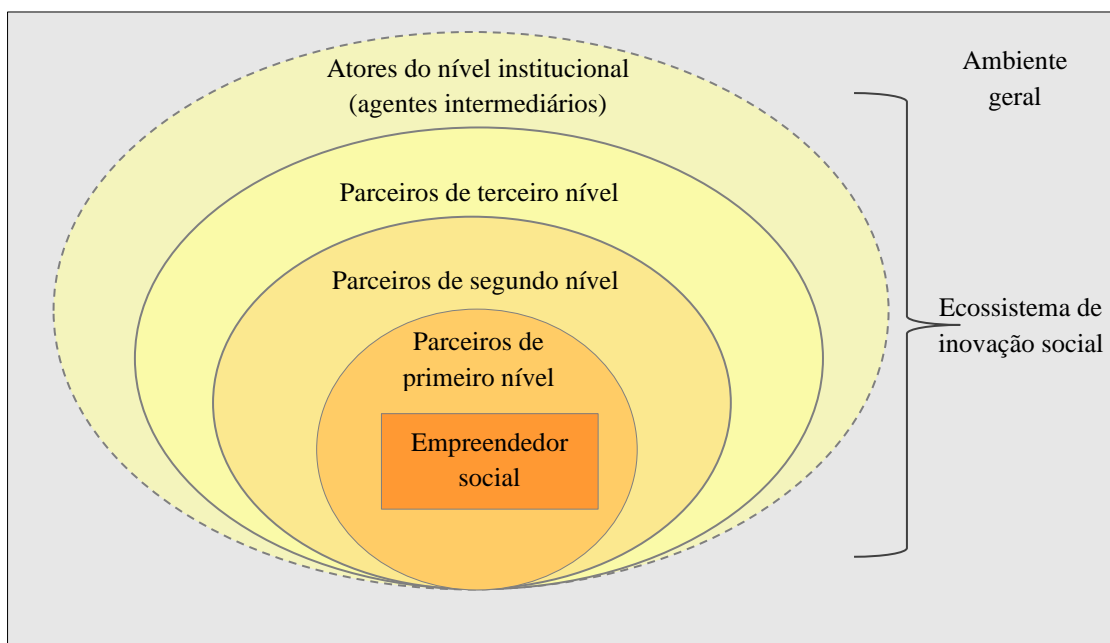 Atores do nível institucional
(agentes intermediários)
Ambiente
geral
Parceiros de terceiro nível
Parceiros de segundo nível
Ecossistema de
inovação social
Parceiros de
primeiro nível
Empreendedor
social